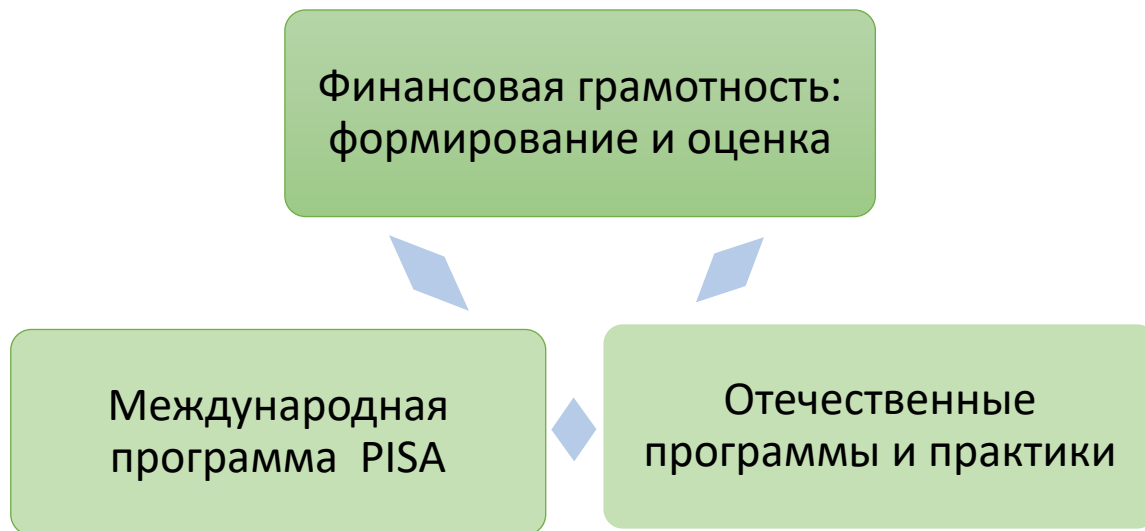 Финансовая грамотность:
формирование и оценка
Международная
программа PISA
Отечественные
программы и практики